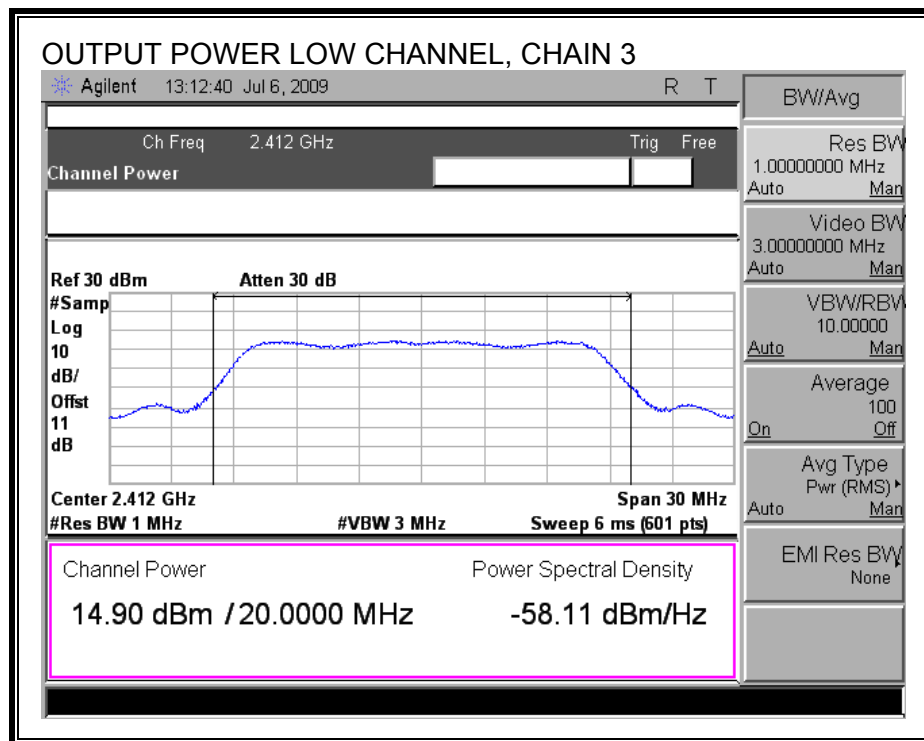 OUTPUT POWER LOW CHANNEL, CHAIN 3
Agilent 13:12:40 Jul 6, 2009 R T
Ch Freq 2.412 GHz Trig Free
Channel Power
Ref 30 dBm Atten 30 dB
#Samp
Log
10
dB/
Offst
11
dB
Center 2.412 GHz Span 30 MHz
#Res BW 1 MHz #VBW 3 MHz Sweep 6 ms (601 pts)
Channel Power Power Spectral Density
14.90 dBm / 20.0000 MHz -58.11 dBm/Hz
BW/Avg
Res BW
1.00000000 MHz
Auto Man
Video BW
3.00000000 MHz
Auto Man
VBW/RBW
10.00000
Auto Man
Average
100
On Off
Avg Type
Pwr (RMS)
Auto Man
EMI Res BW
None